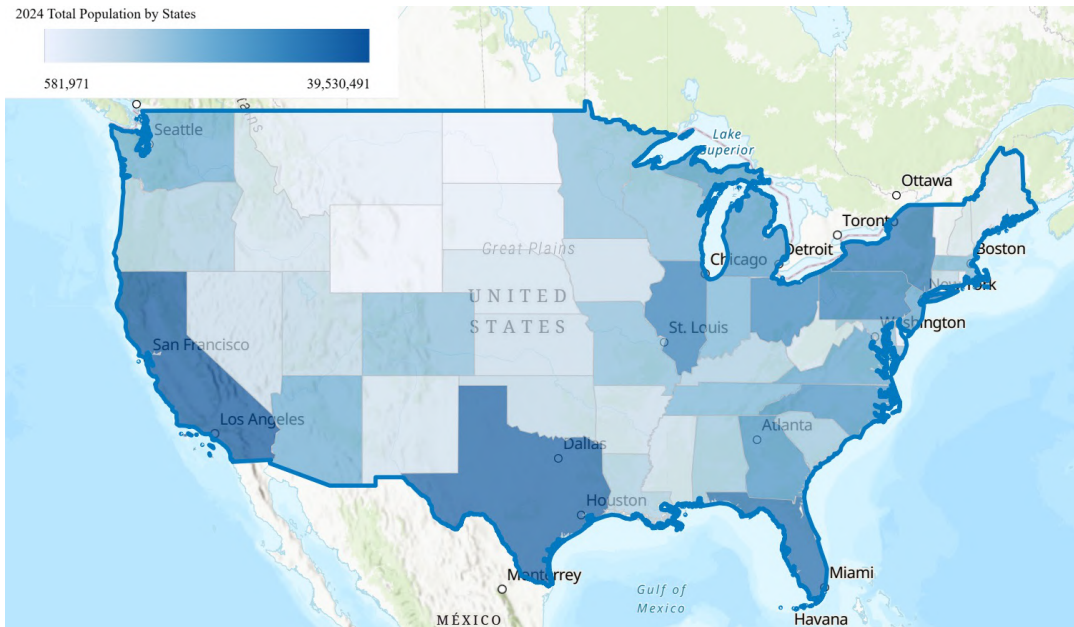 2024 Total Population by States
581,971
39,530,491
Seattle
Lake
Superior
Ottawa
Toronto
Detroit
Chicago
Boston
Great Plains
New York
UNITED
STATES
St. Louis
Washington
San Francisco
Los Angeles
Atlanta
Dallas
Houston
Monterrey
Miami
Gulf of
Mexico
MÉXICO
Havana